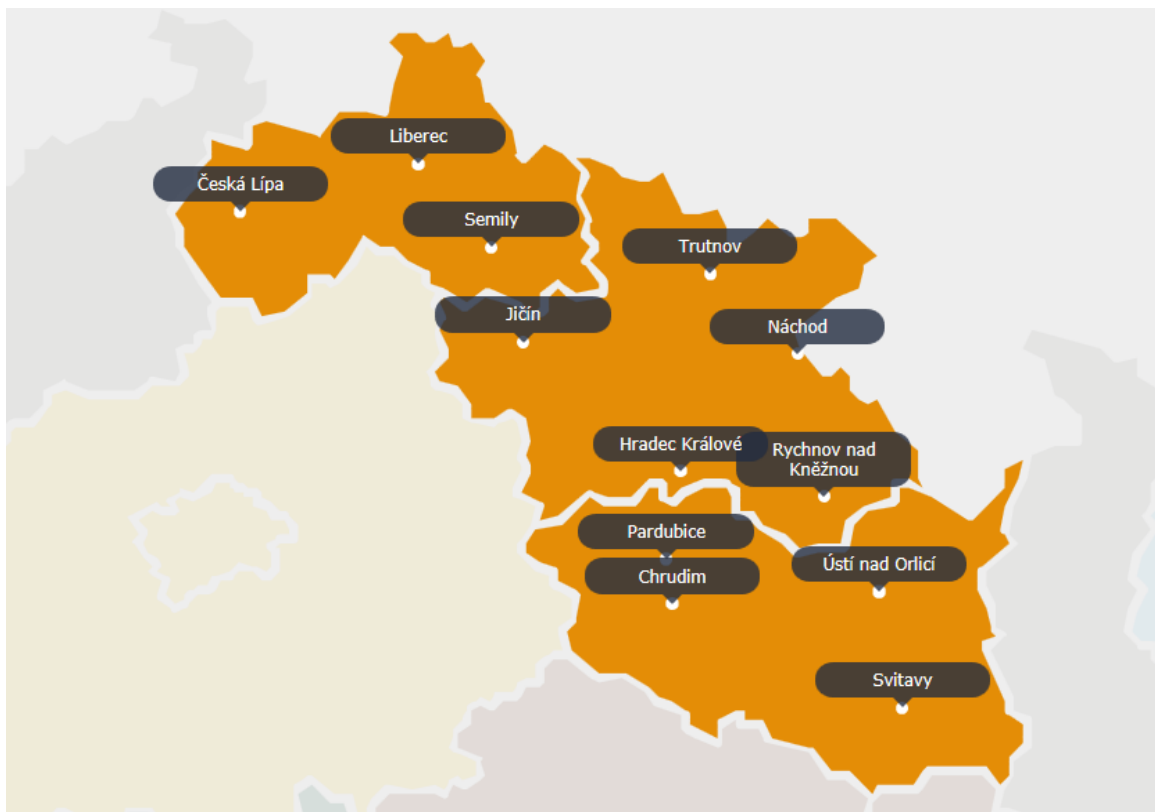 Liberec
Česká Lípa
Semily
Trutnov
Jičín
Náchod
Hradec Králové
Rychnov nad
Kněžnou
Pardubice
Ústí nad Orlicí
Chrudim
Svitavy